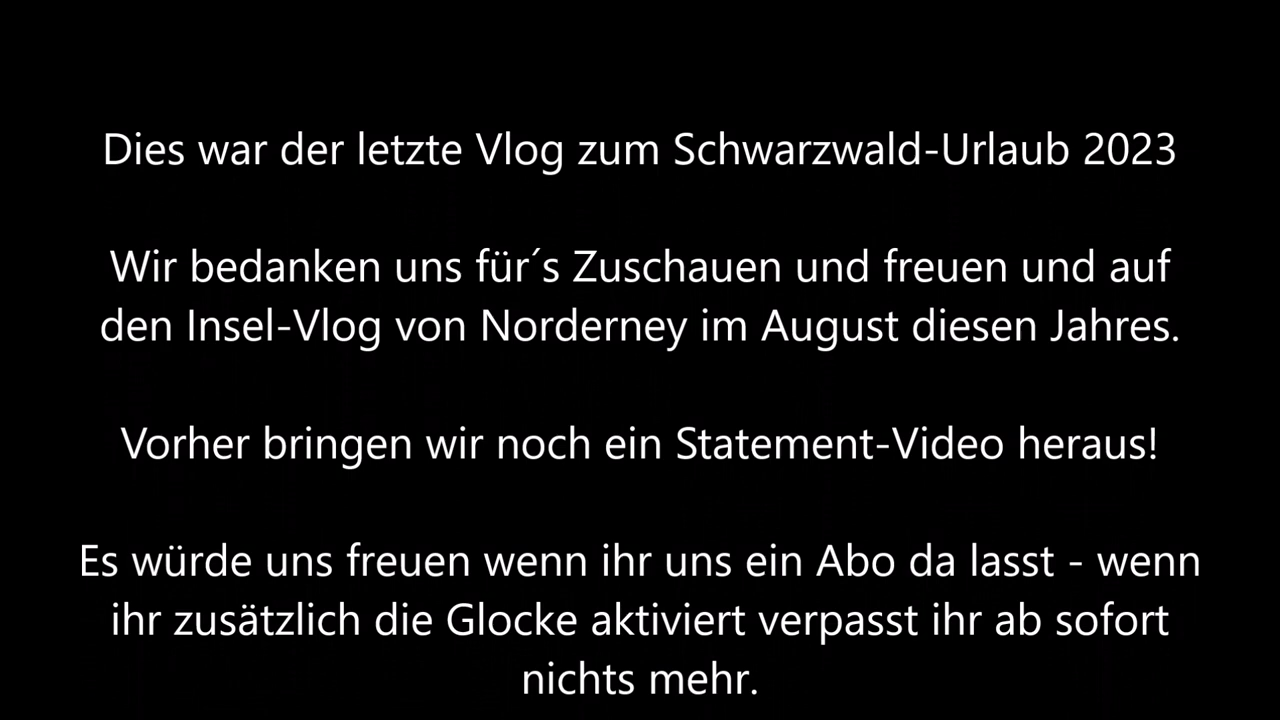 Dies war der letzte Vlog zum Schwarzwald-Urlaub 2023
Wir bedanken uns für´s Zuschauen und freuen und auf
den Insel-Vlog von Norderney im August diesen Jahres.
Vorher bringen wir noch ein Statement-Video heraus!
Es würde uns freuen wenn ihr uns ein Abo da lasst - wenn
ihr zusätzlich die Glocke aktiviert verpasst ihr ab sofort
nichts mehr.